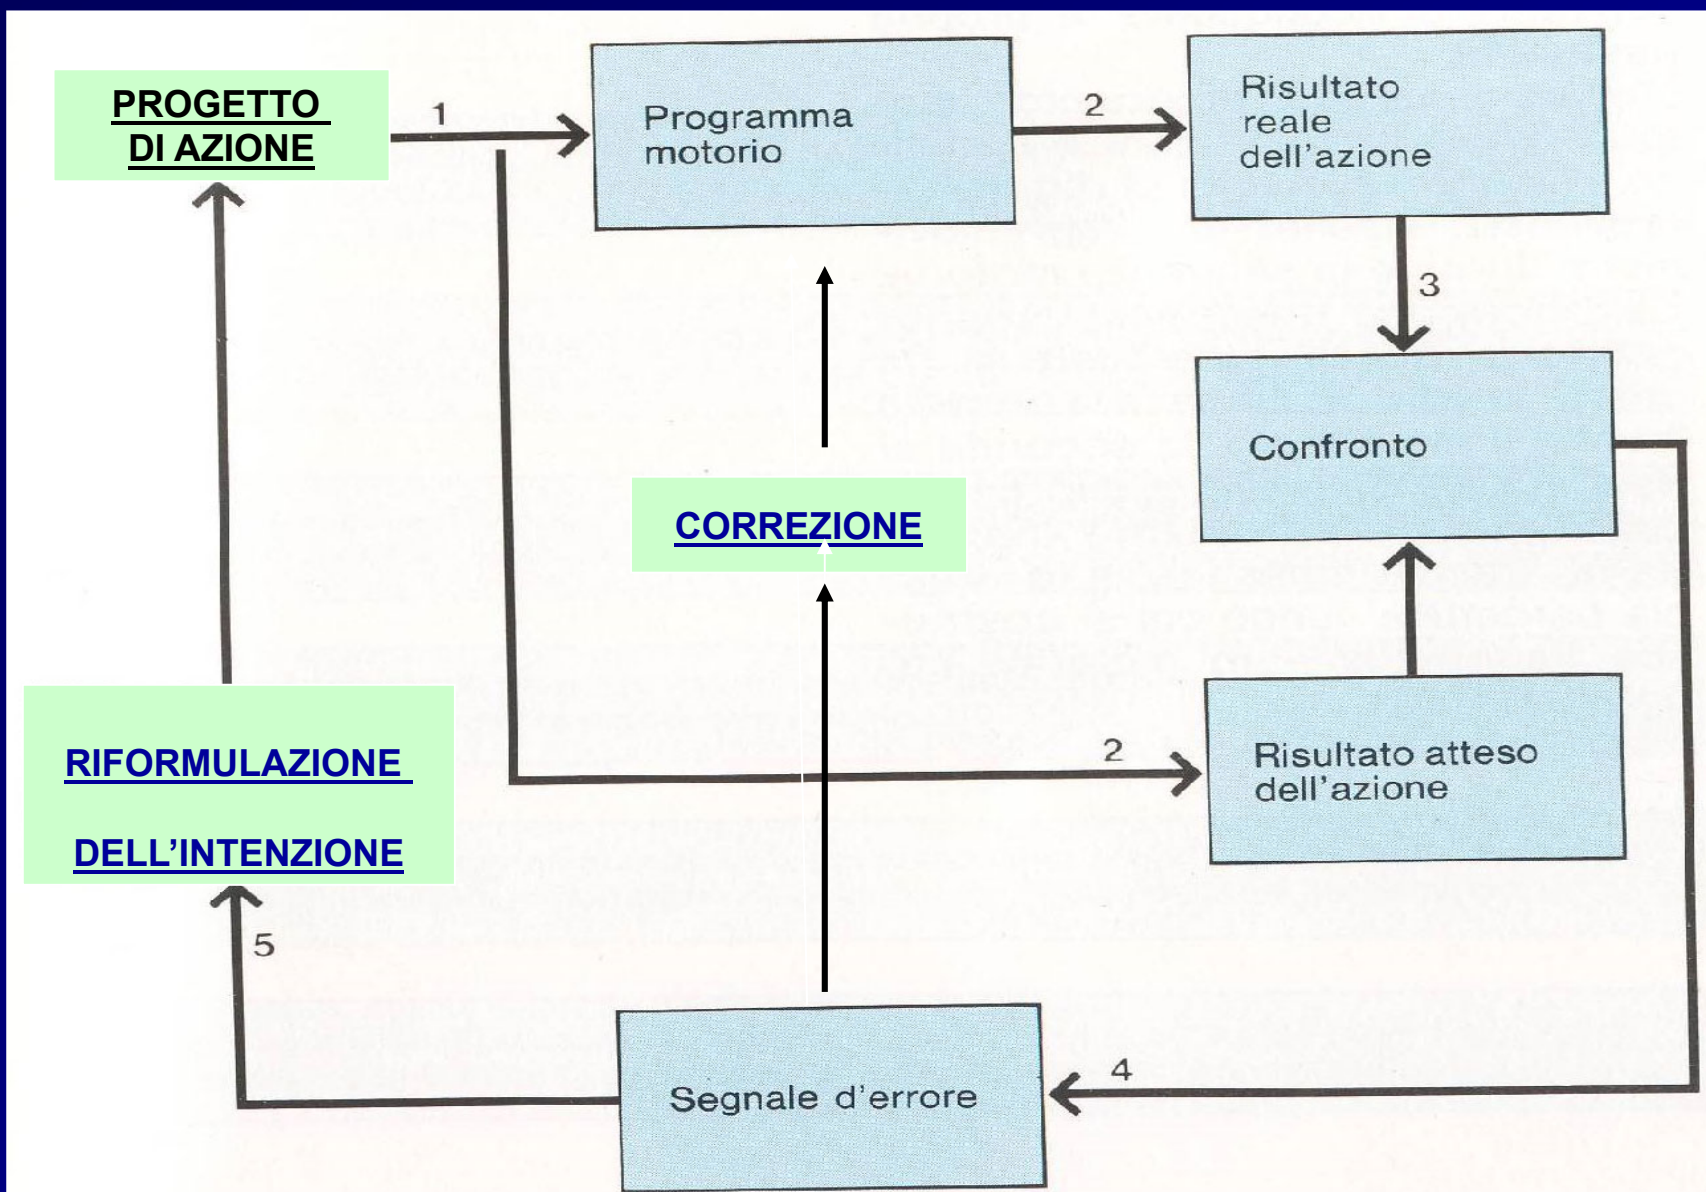 PROGETTO
DI AZIONE
1
Programma
motorio
2
Risultato
reale
dell'azione
3
Confronto
CORREZIONE
RIFORMULAZIONE
DELL’INTENZIONE
2
Risultato atteso
dell'azione
5
Segnale d'errore
4